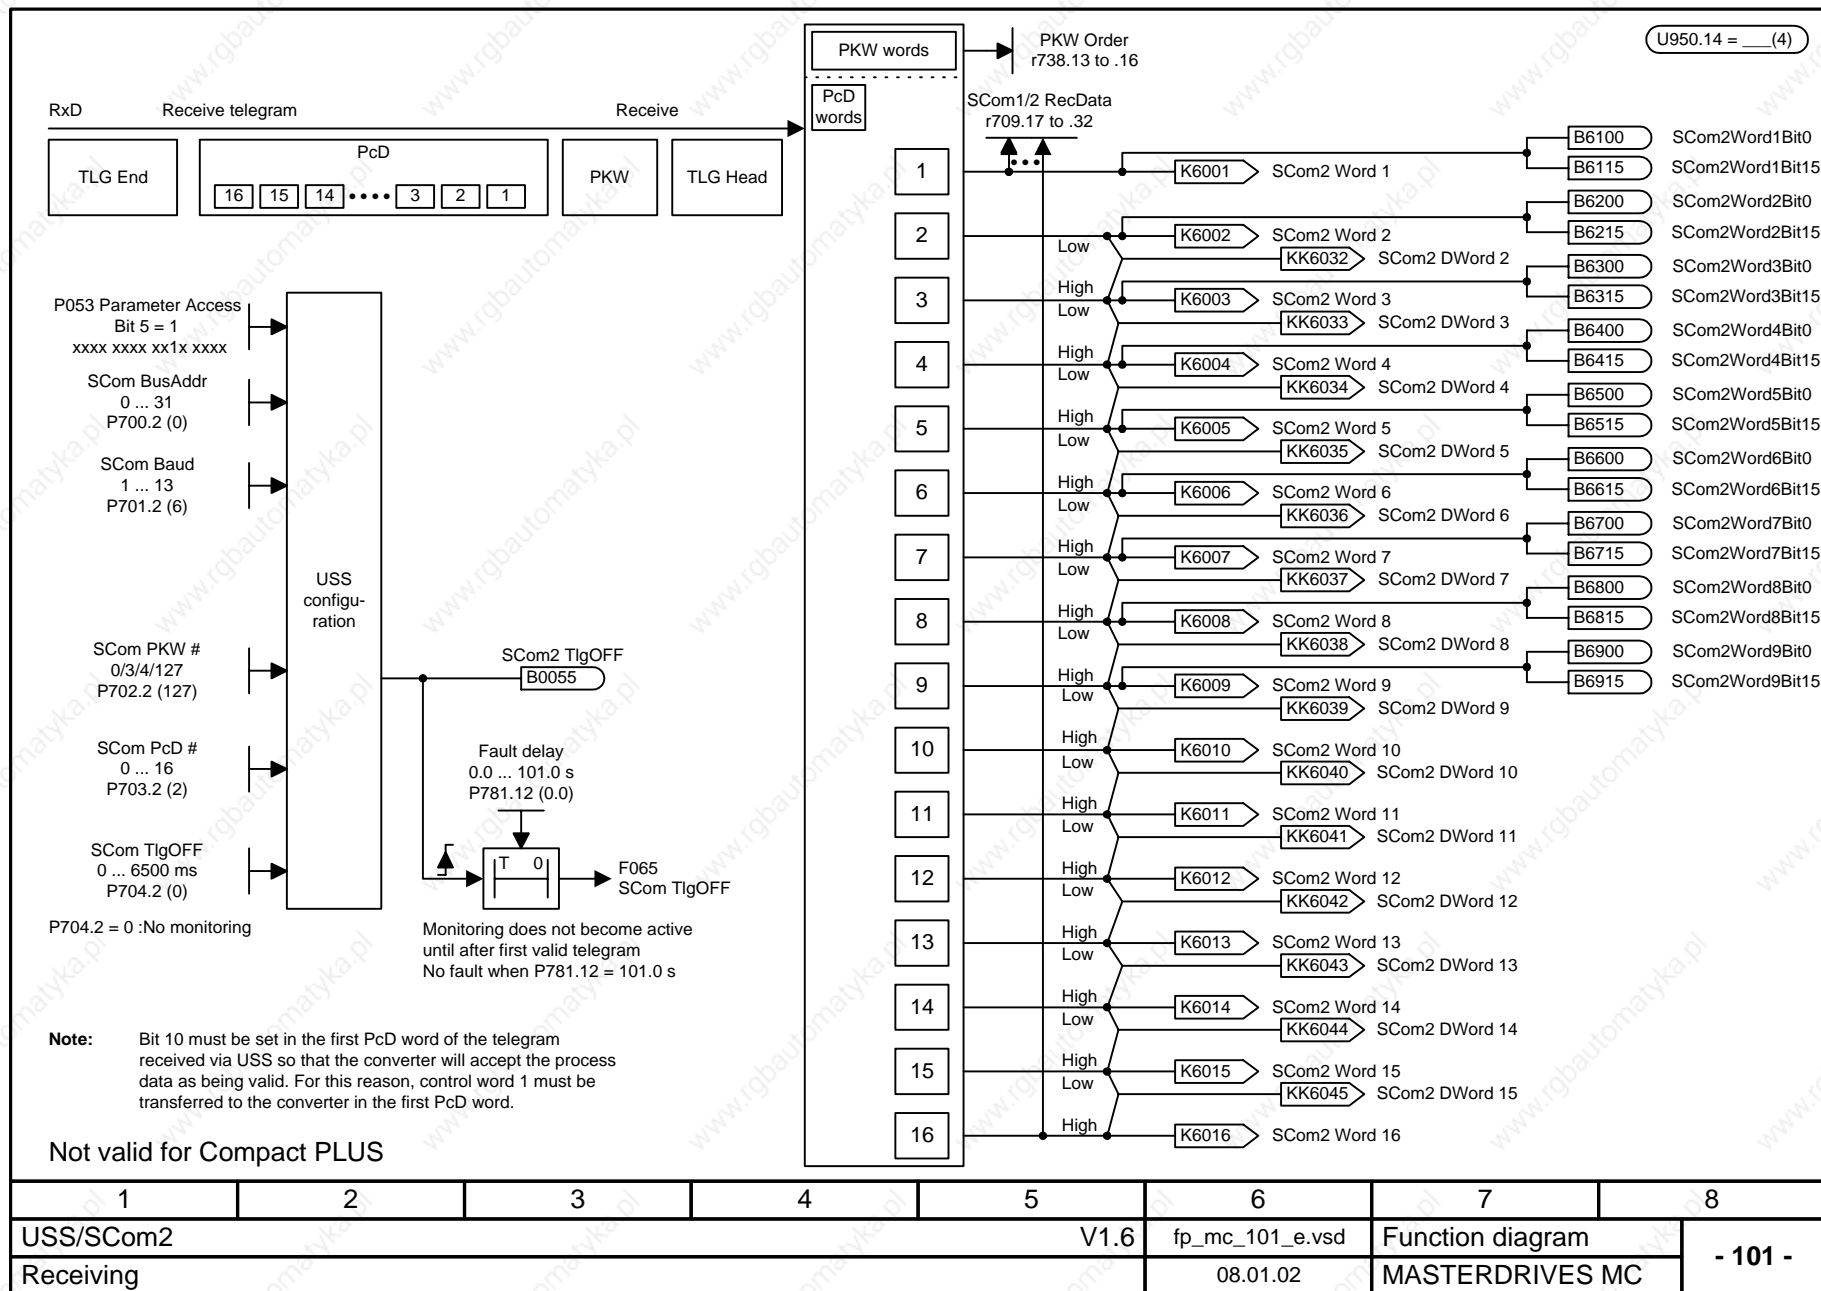 PKW words
PKW Order
r738.13 to .16
U950.14 = ___(4)
PcD
words
SCom1/2 RecData
r709.17 to .32
RxD
Receive telegram
Receive
TLG End
PcD
16 15 14 3 2 1
PKW
TLG Head
P053 Parameter Access
Bit 5 = 1
xxxx xxxx xx1x xxxx
SCom BusAddr
0 ... 31
P700.2 (0)
SCom Baud
1 ... 13
P701.2 (6)
SCom PKW #
0/3/4/127
P702.2 (127)
SCom PcD #
0 ... 16
P703.2 (2)
SCom TlgOFF
0 ... 6500 ms
P704.2 (0)
P704.2 = 0 :No monitoring
USS
configu-
ration
SCom2 TlgOFF
B0055
Fault delay
0.0 ... 101.0 s
P781.12 (0.0)
T 0
F065
SCom TlgOFF
Monitoring does not become active
until after first valid telegram
No fault when P781.12 = 101.0 s
Note: Bit 10 must be set in the first PcD word of the telegram
received via USS so that the converter will accept the process
data as being valid. For this reason, control word 1 must be
transferred to the converter in the first PcD word.
Not valid for Compact PLUS
1 K6001 SCom2 Word 1
B6100 SCom2Word1Bit0
B6115 SCom2Word1Bit15
2 Low K6002 SCom2 Word 2
KK6032 SCom2 DWord 2
B6200 SCom2Word2Bit0
B6215 SCom2Word2Bit15
3 High Low K6003 SCom2 Word 3
KK6033 SCom2 DWord 3
B6300 SCom2Word3Bit0
B6315 SCom2Word3Bit15
4 High Low K6004 SCom2 Word 4
KK6034 SCom2 DWord 4
B6400 SCom2Word4Bit0
B6415 SCom2Word4Bit15
5 High Low K6005 SCom2 Word 5
KK6035 SCom2 DWord 5
B6500 SCom2Word5Bit0
B6515 SCom2Word5Bit15
6 High Low K6006 SCom2 Word 6
KK6036 SCom2 DWord 6
B6600 SCom2Word6Bit0
B6615 SCom2Word6Bit15
7 High Low K6007 SCom2 Word 7
KK6037 SCom2 DWord 7
B6700 SCom2Word7Bit0
B6715 SCom2Word7Bit15
8 High Low K6008 SCom2 Word 8
KK6038 SCom2 DWord 8
B6800 SCom2Word8Bit0
B6815 SCom2Word8Bit15
9 High Low K6009 SCom2 Word 9
KK6039 SCom2 DWord 9
B6900 SCom2Word9Bit0
B6915 SCom2Word9Bit15
10 High Low K6010 SCom2 Word 10
KK6040 SCom2 DWord 10
11 High Low K6011 SCom2 Word 11
KK6041 SCom2 DWord 11
12 High Low K6012 SCom2 Word 12
KK6042 SCom2 DWord 12
13 High Low K6013 SCom2 Word 13
KK6043 SCom2 DWord 13
14 High Low K6014 SCom2 Word 14
KK6044 SCom2 DWord 14
15 High Low K6015 SCom2 Word 15
KK6045 SCom2 DWord 15
16 High K6016 SCom2 Word 16
1 2 3 4 5 6 7 8
USS/SCom2 V1.6 fp_mc_101_e.vsd Function diagram
- 101 -
Receiving 08.01.02 MASTERDRIVES MC
www.rgbautomatyka.pl